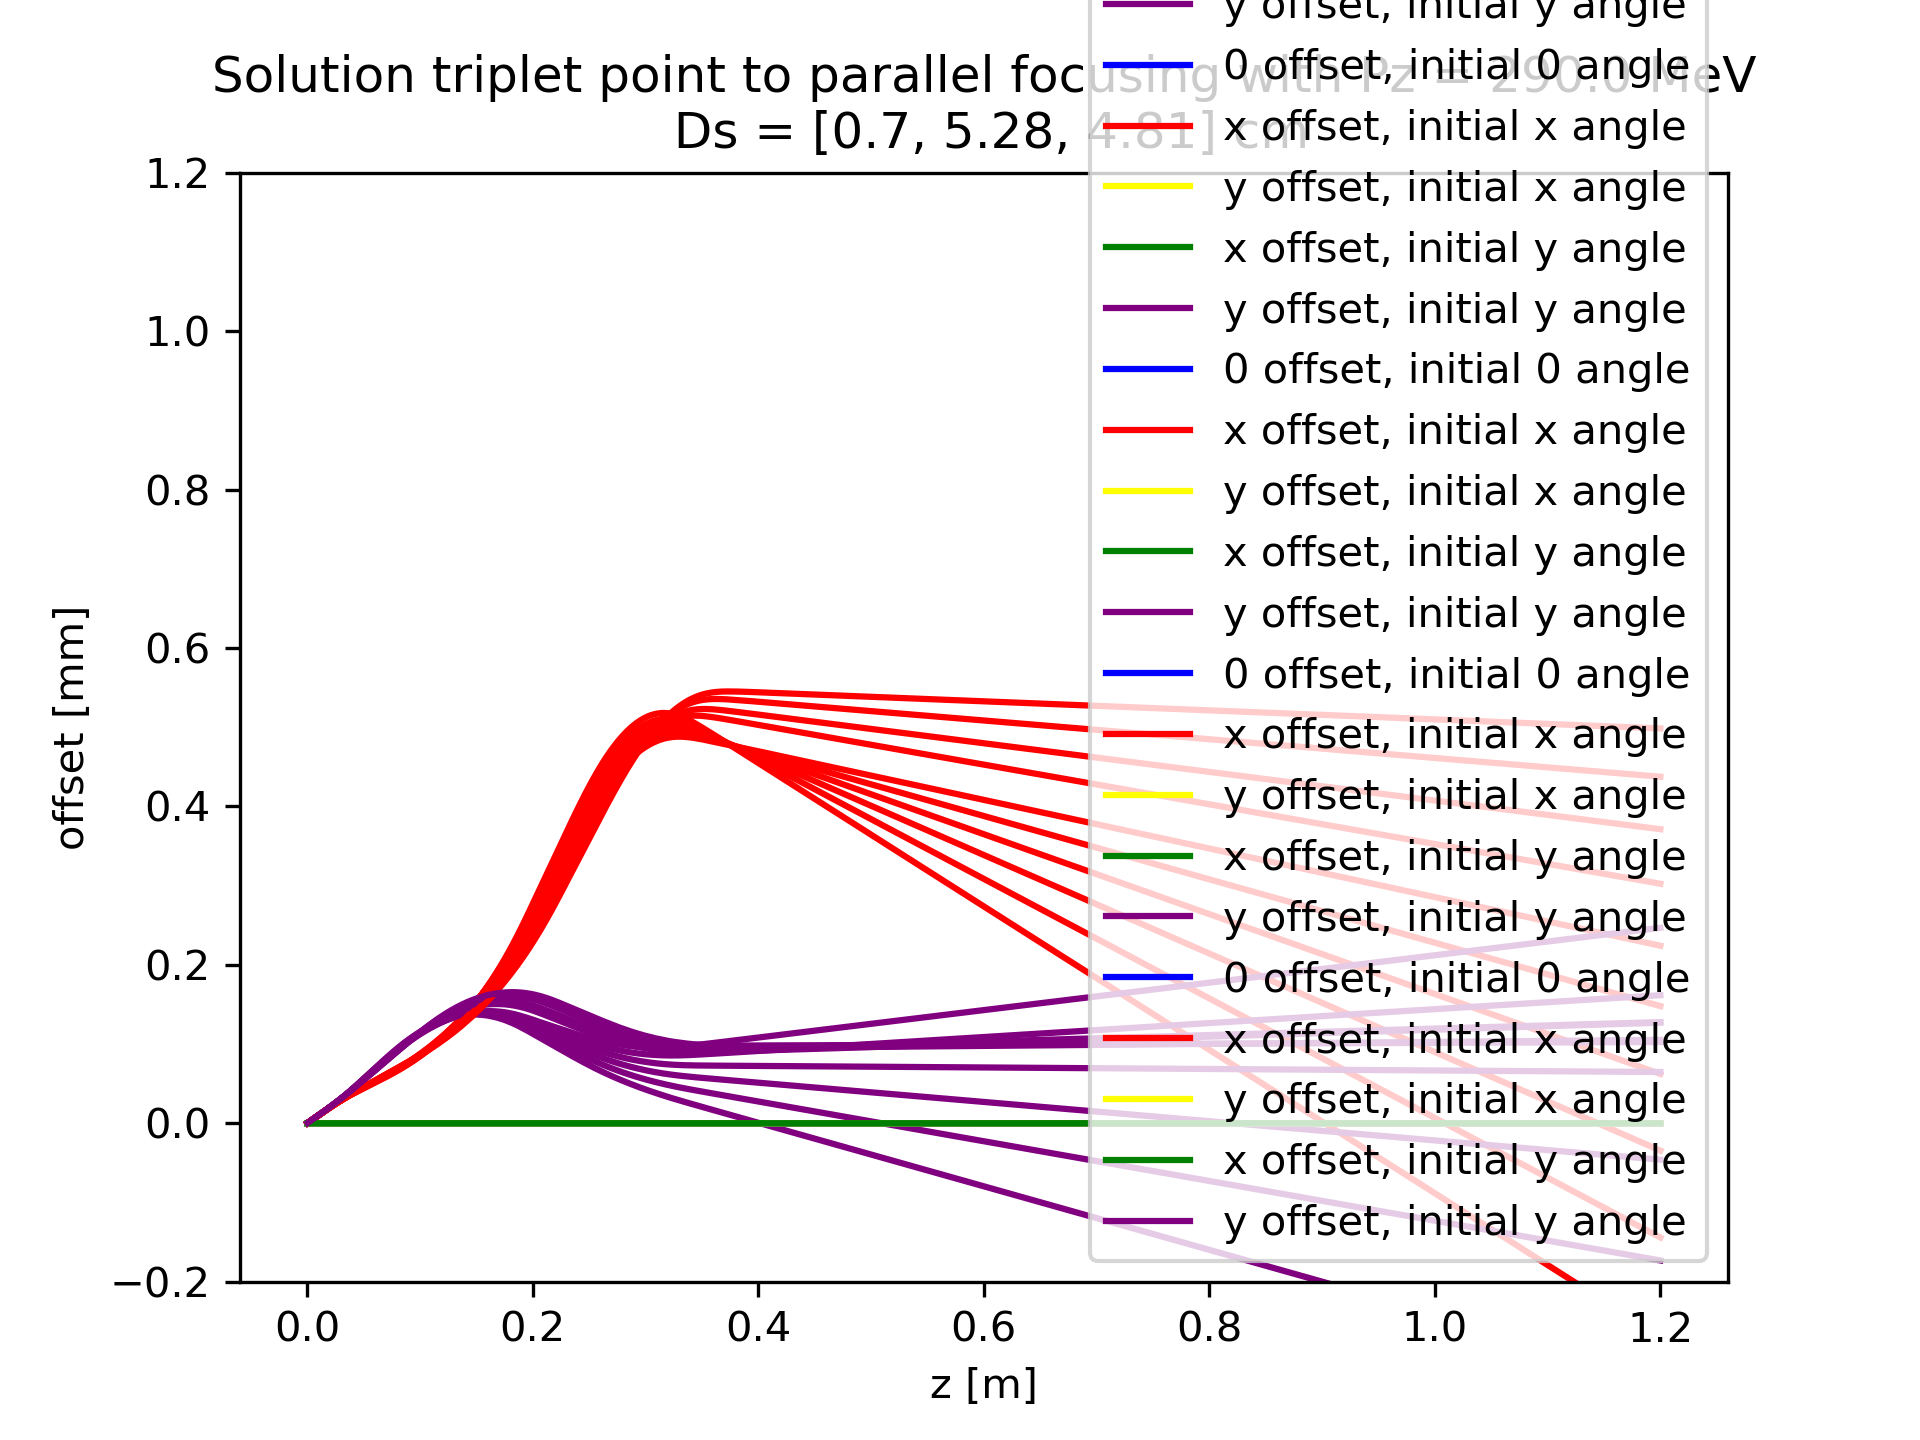 Solution triplet point to parallel focusing with Pz = 290.0 MeV
Ds = [0.7, 5.28, 4.81] cm
y offset, initial y angle
0 offset, initial 0 angle
x offset, initial x angle
y offset, initial x angle
x offset, initial y angle
y offset, initial y angle
0 offset, initial 0 angle
x offset, initial x angle
y offset, initial x angle
x offset, initial y angle
y offset, initial y angle
0 offset, initial 0 angle
x offset, initial x angle
y offset, initial x angle
x offset, initial y angle
y offset, initial y angle
0 offset, initial 0 angle
x offset, initial x angle
y offset, initial x angle
x offset, initial y angle
y offset, initial y angle
offset [mm]
1.2
1.0
0.8
0.6
0.4
0.2
0.0
−0.2
0.0 0.2 0.4 0.6 0.8 1.0 1.2
z [m]